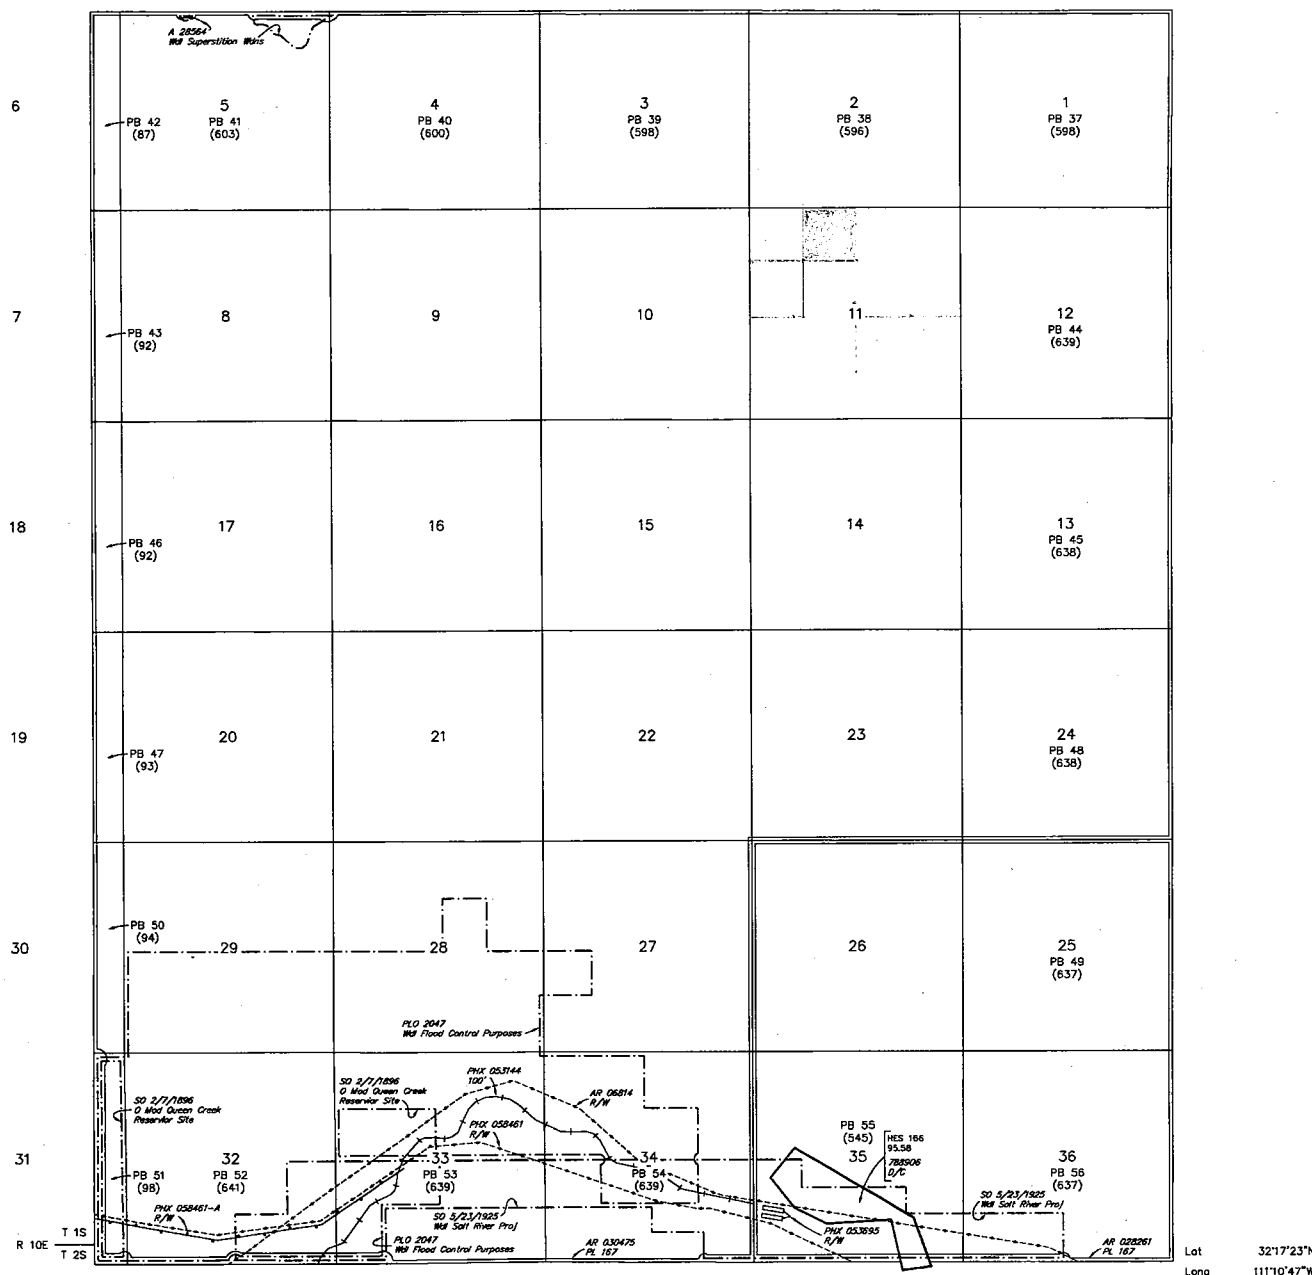 A 28564
Wdl Superstition Wdns
6
5
4
3
2
1
PB 42
(87)
PB 41
(603)
PB 40
(600)
PB 39
(598)
PB 38
(596)
PB 37
(598)
7
PB 43
(92)
8
9
10
11
12
PB 44
(639)
18
PB 46
(92)
17
16
15
14
13
PB 45
(638)
19
PB 47
(93)
20
21
22
23
24
PB 48
(638)
30
PB 50
(94)
29
28
27
26
25
PB 49
(637)
PLO 2047
Wdl Flood Control Purposes
SO 2/7/1896
O Mod Queen Creek
Reservior Site
SO 2/7/1896
O Mod Queen Creek
Reservior Site
PHX 053144
100'
AR 06814
R/W
PHX 058461
R/W
31
PB 51
(98)
32
PB 52
(641)
33
PB 53
(639)
34
PB 54
(639)
PB 55
(545)
35
HES 166
95.58
788906
D/C
36
PB 56
(637)
PHX 058461-A
R/W
SO 5/23/1925
Wdl Salt River Proj
SO 5/23/1925
Wdl Salt River Proj
PHX 053695
R/W
PLO 2047
Wdl Flood Control Purposes
AR 030475
PL 167
AR 028261
PL 167
T 1S
R 10E
T 2S
Lat 32°17'23"N
Long 111°10'47"W